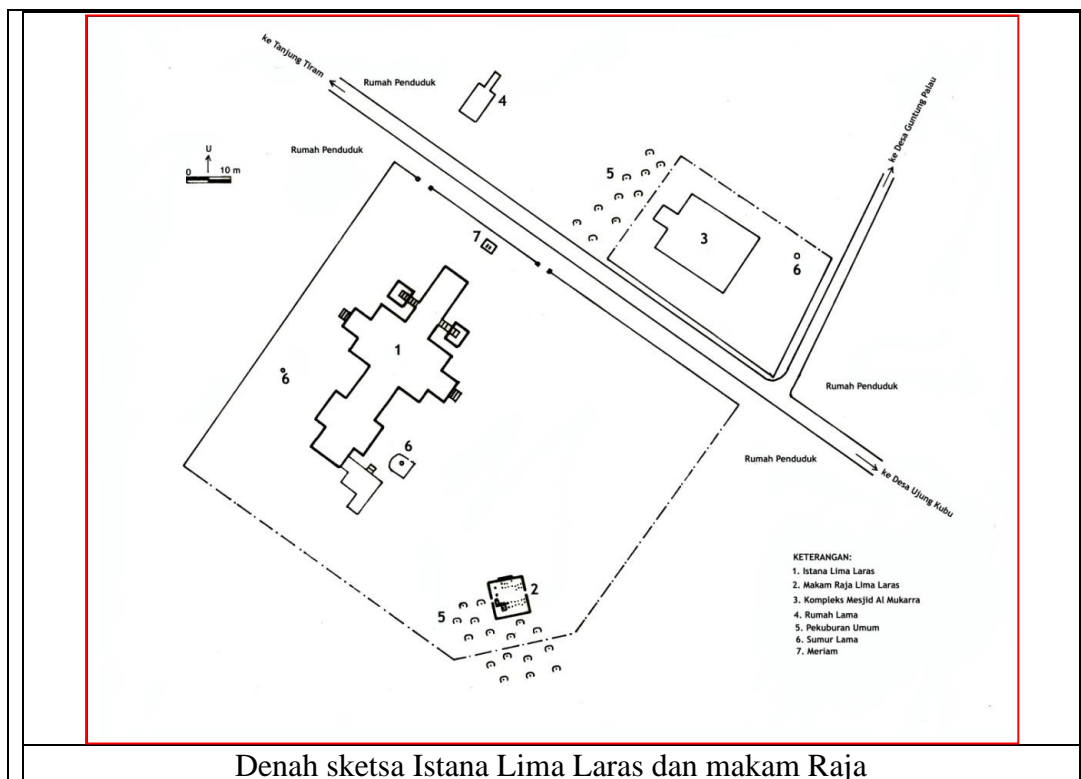 ke Tanjung Tiram
Rumah Penduduk
4
ke Desa Guntung Palau
U
0 10 m
Rumah Penduduk
5
7
3
6
1
6
Rumah Penduduk
6
Rumah Penduduk
ke Desa Ujung Kubu
2
5
KETERANGAN:
1. Istana Lima Laras
2. Makam Raja Lima Laras
3. Kompleks Mesjid Al Mukarra
4. Rumah Lama
5. Pekuburan Umum
6. Sumur Lama
7. Meriam
Denah sketsa Istana Lima Laras dan makam Raja